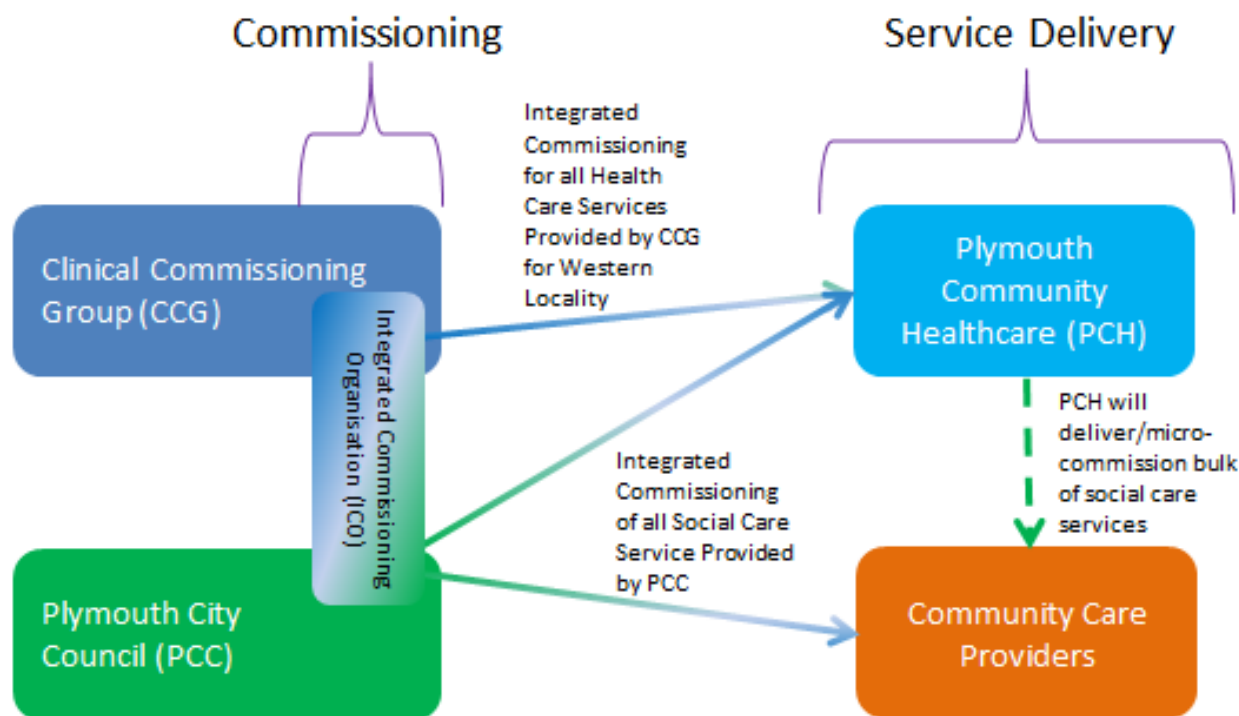 Commissioning
Service Delivery
Integrated
Commissioning
for all Health
Care Services
Provided by CCG
for Western
Locality
Clinical Commissioning
Group (CCG)
Integrated Commissioning
Organisation (ICO)
Plymouth
Community
Healthcare (PCH)
PCH will
deliver/micro-
commission bulk
of social care
services
Integrated
Commissioning
of all Social Care
Service Provided
by PCC
Plymouth City
Council (PCC)
Community Care
Providers